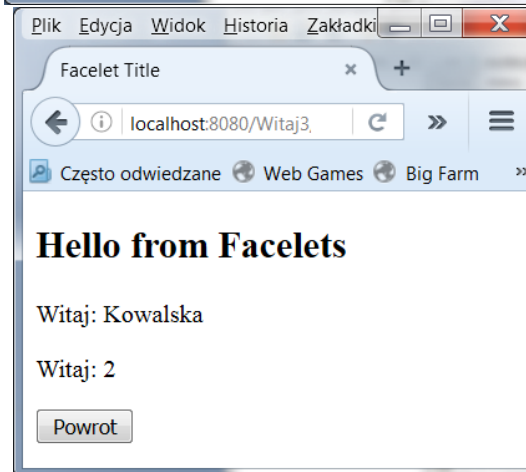 Plik Edycja Widok Historia Zakładki
Facelet Title
localhost:8080/Witaj3
Często odwiedzane Web Games Big Farm
Hello from Facelets
Witaj: Kowalska
Witaj: 2
Powrot